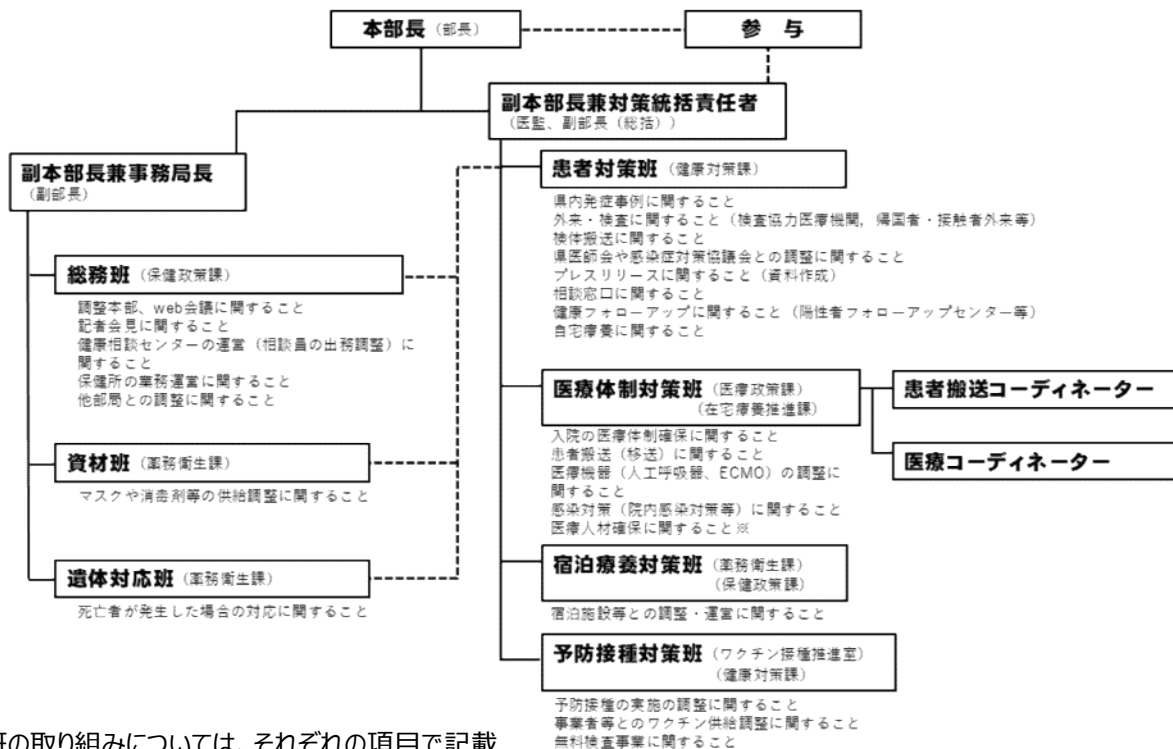 本部長（部長）
参　与
副本部長兼対策統括責任者
（医監、副部長（総括））
副本部長兼事務局長
（副部長）
総務班（保健政策課）
調整本部、web会議に関すること
記者会見に関すること
健康相談センターの運営（相談員の出務調整）に
関すること
保健所の業務運営に関すること
他部局との調整に関すること
資材班（薬務衛生課）
マスクや消毒剤等の供給調整に関すること
遺体対応班（薬務衛生課）
死亡者が発生した場合の対応に関すること
患者対策班（健康対策課）
県内発症事例に関すること
外来・検査に関すること（検査協力医療機関，帰国者・接触者外来等）
検体搬送に関すること
県医師会や感染症対策協議会との調整に関すること
プレスリリースに関すること（資料作成）
相談窓口に関すること
健康フォローアップに関すること（陽性者フォローアップセンター等）
自宅療養に関すること
医療体制対策班（医療政策課）
（在宅療養推進課）
入院の医療体制確保に関すること
患者搬送（移送）に関すること
医療機器（人工呼吸器、ECMO）の調整に
関すること
感染対策（院内感染対策等）に関すること
医療人材確保に関すること※
患者搬送コーディネーター
医療コーディネーター
宿泊療養対策班（薬務衛生課）
（保健政策課）
宿泊施設等との調整・運営に関すること
予防接種対策班（ワクチン接種推進室）
（健康対策課）
予防接種の実施の調整に関すること
事業者等とのワクチン供給調整に関すること
無料検査事業に関すること
班の取り組みについては、それぞれの項目で記載